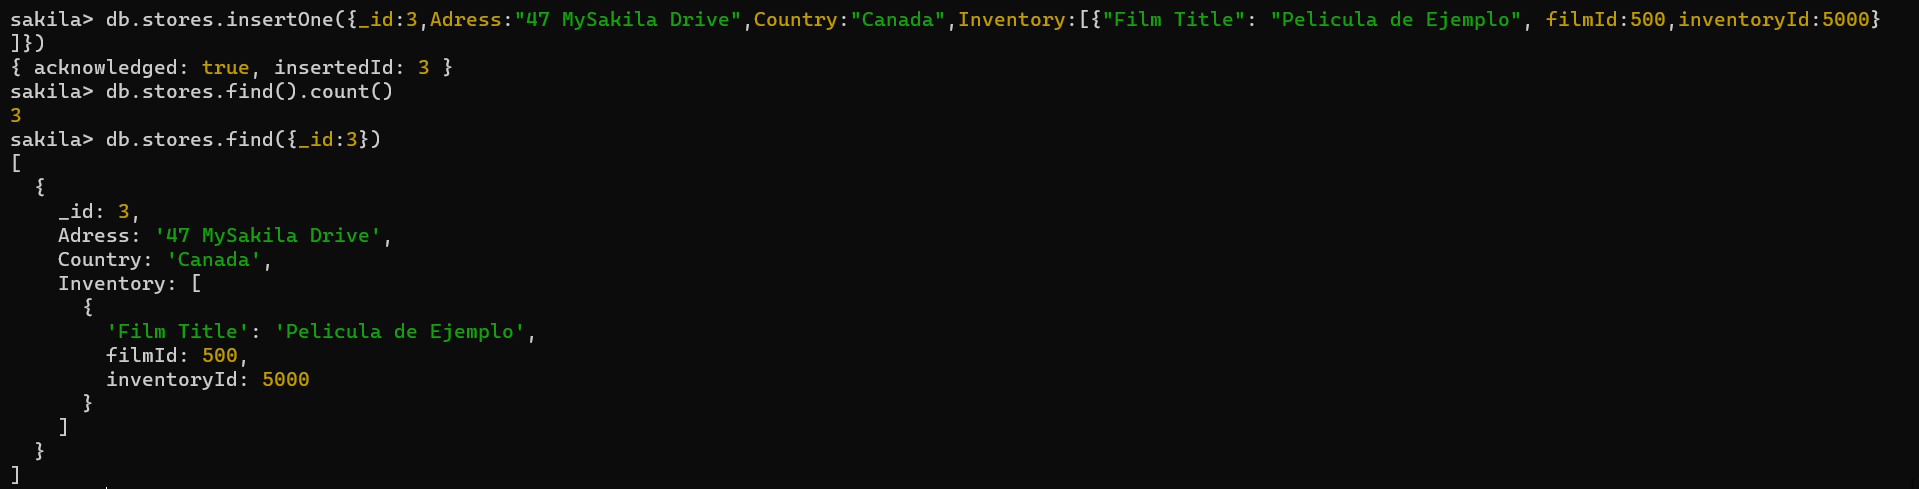 sakila> db.stores.insertOne({_id:3,Adress:"47 MySakila Drive",Country:"Canada",Inventory:[{"Film Title": "Pelicula de Ejemplo", filmId:500,inventoryId:5000}
]})
{ acknowledged: true, insertedId: 3 }
sakila> db.stores.find().count()
3
sakila> db.stores.find({_id:3})
[
  {
    _id: 3,
    Adress: '47 MySakila Drive',
    Country: 'Canada',
    Inventory: [
      {
        'Film Title': 'Pelicula de Ejemplo',
        filmId: 500,
        inventoryId: 5000
      }
    ]
  }
]